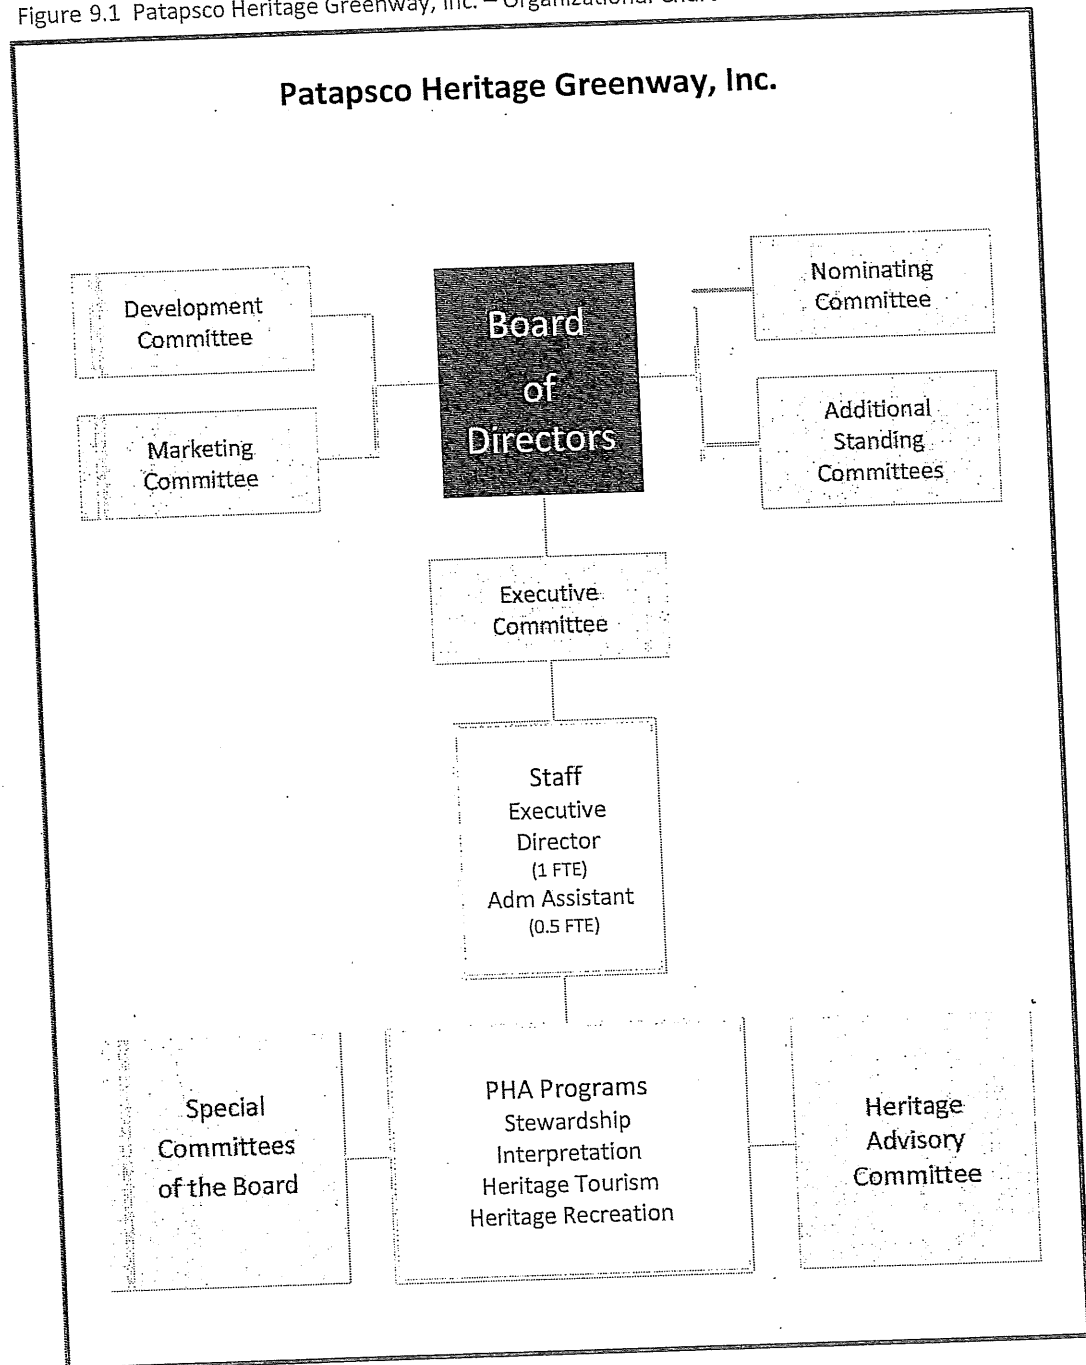 Figure 9.1 Patapsco Heritage Greenway, Inc. – Organizational Chart
Patapsco Heritage Greenway, Inc.
Development
Committee
Marketing
Committee
Board
of
Directors
Nominating
Committee
Additional
Standing
Committees
Executive
Committee
Staff
Executive
Director
(1 FTE)
Adm Assistant
(0.5 FTE)
Special
Committees
of the Board
PHA Programs
Stewardship
Interpretation
Heritage Tourism
Heritage Recreation
Heritage
Advisory
Committee